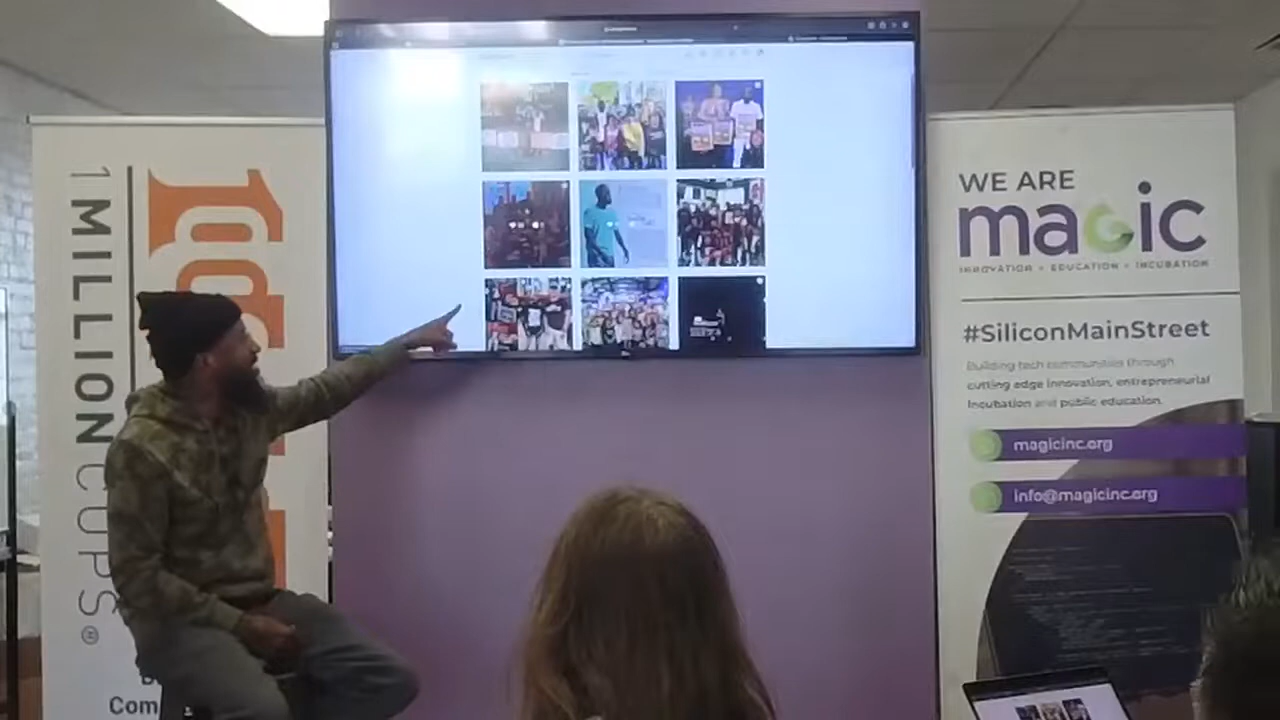 1 MILLION CUPS®
Com
WE ARE
magic
INNOVATION • EDUCATION • INCUBATION
#SiliconMainStreet
Building tech communities through
cutting edge innovation, entrepreneurial
incubation and public education.
magicinc.org
info@magicinc.org